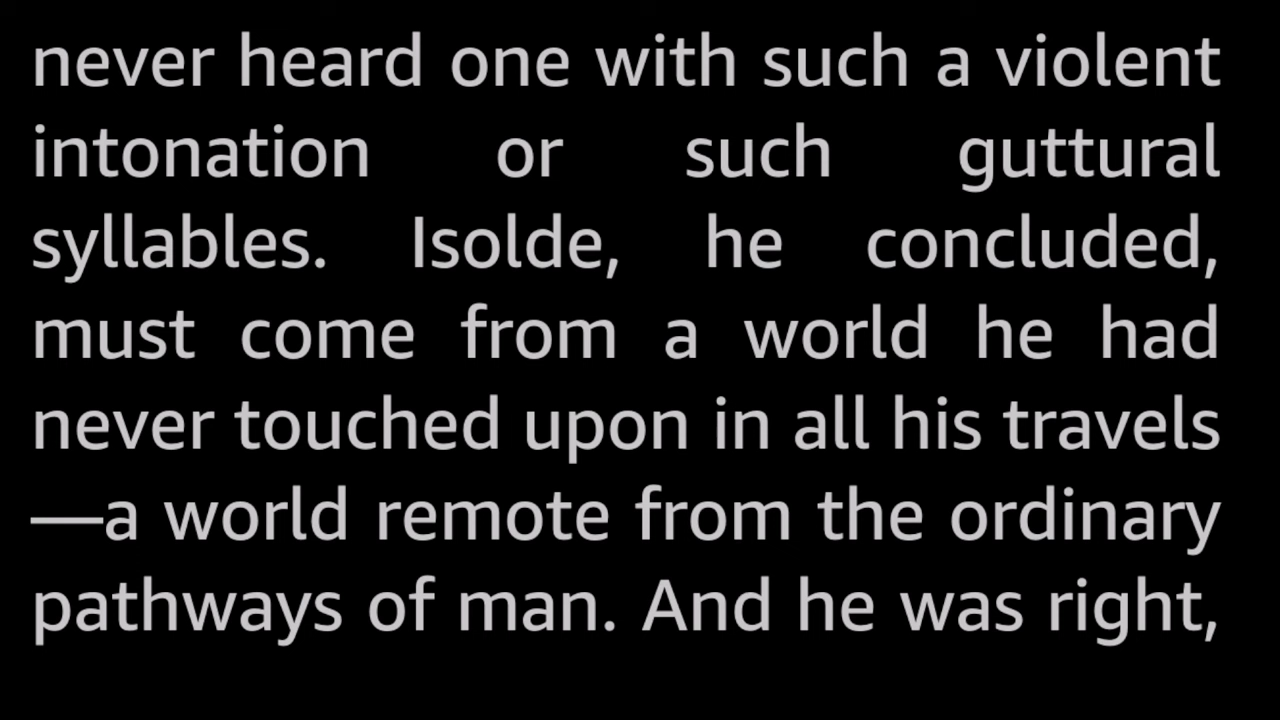 never heard one with such a violent
intonation or such guttural
syllables. Isolde, he concluded,
must come from a world he had
never touched upon in all his travels
—a world remote from the ordinary
pathways of man. And he was right,